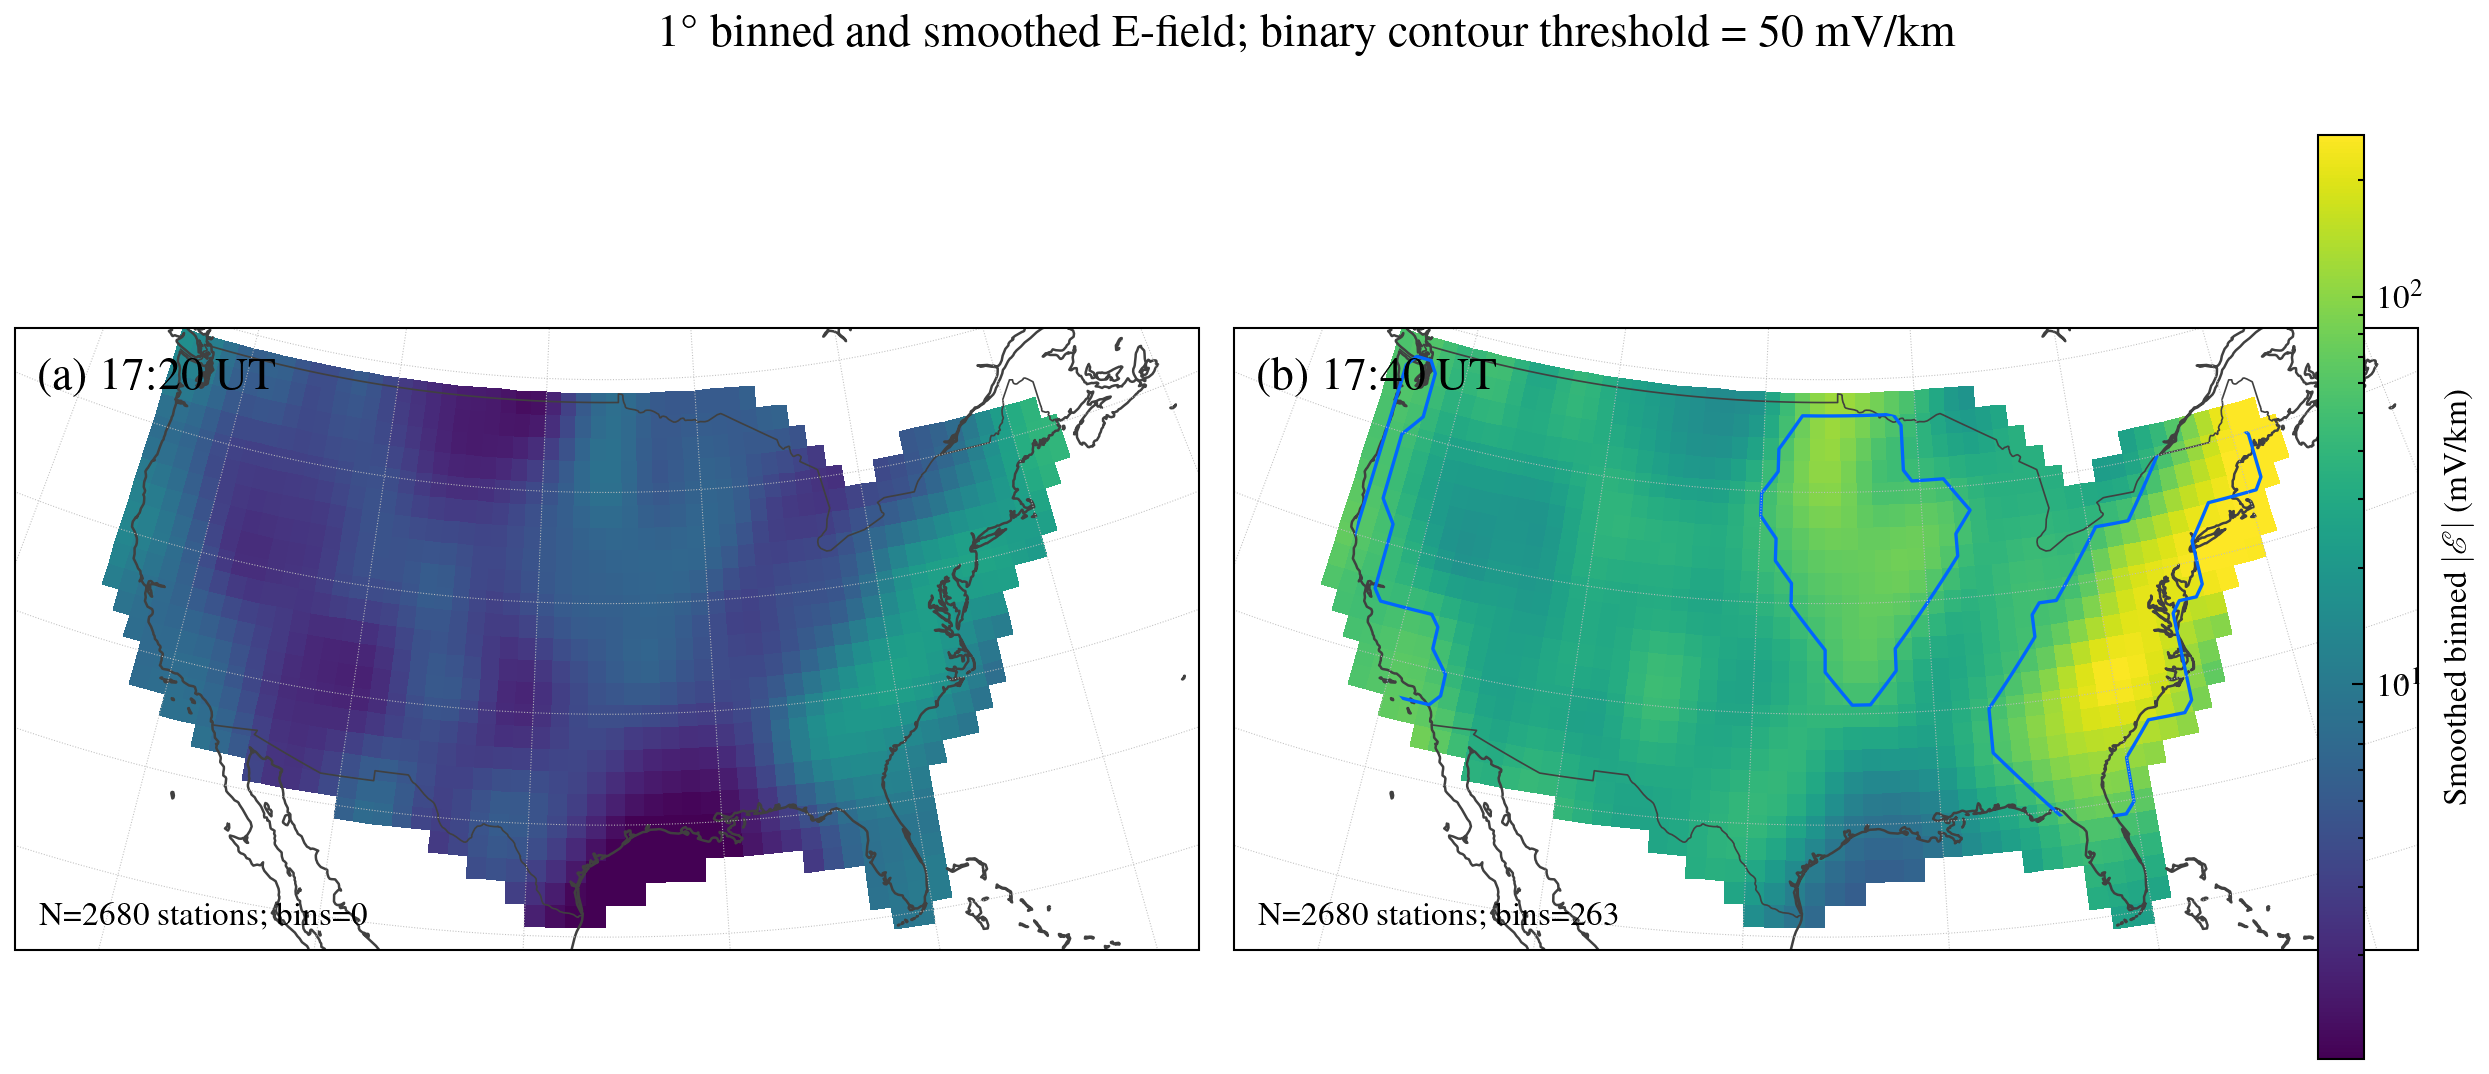 1° binned and smoothed E-field; binary contour threshold = 50 mV/km
(a) 17:20 UT
N=2680 stations; bins=0
(b) 17:40 UT
N=2680 stations; bins=263
10²
10¹
Smoothed binned |ℰ| (mV/km)